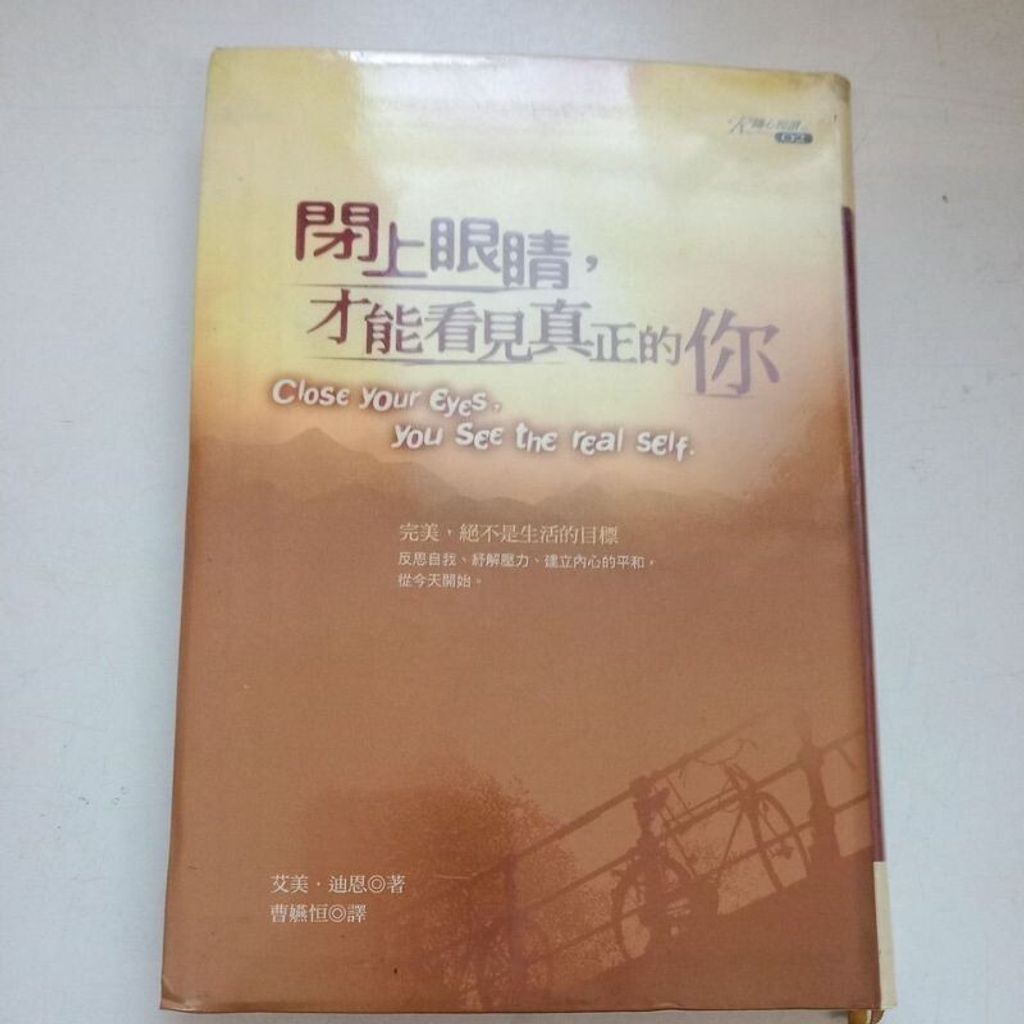 02
閉上眼睛，
才能看見真正的你
Close your eyes,
you see the real self.
完美，絕不是生活的目標
反思自我、紓解壓力、建立內心的平和，
從今天開始。
艾美·迪恩◎著
曹嬿恒◎譯